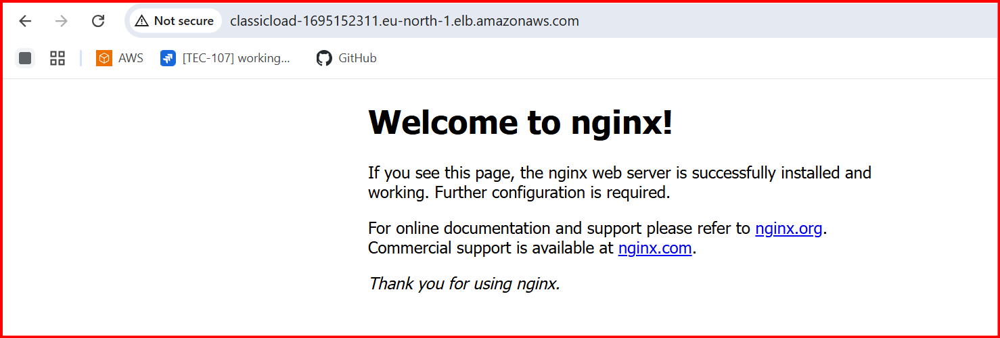 Not secure classicload-1695152311.eu-north-1.elb.amazonaws.com
AWS [TEC-107] working... GitHub
Welcome to nginx!
If you see this page, the nginx web server is successfully installed and
working. Further configuration is required.
For online documentation and support please refer to nginx.org.
Commercial support is available at nginx.com.
Thank you for using nginx.